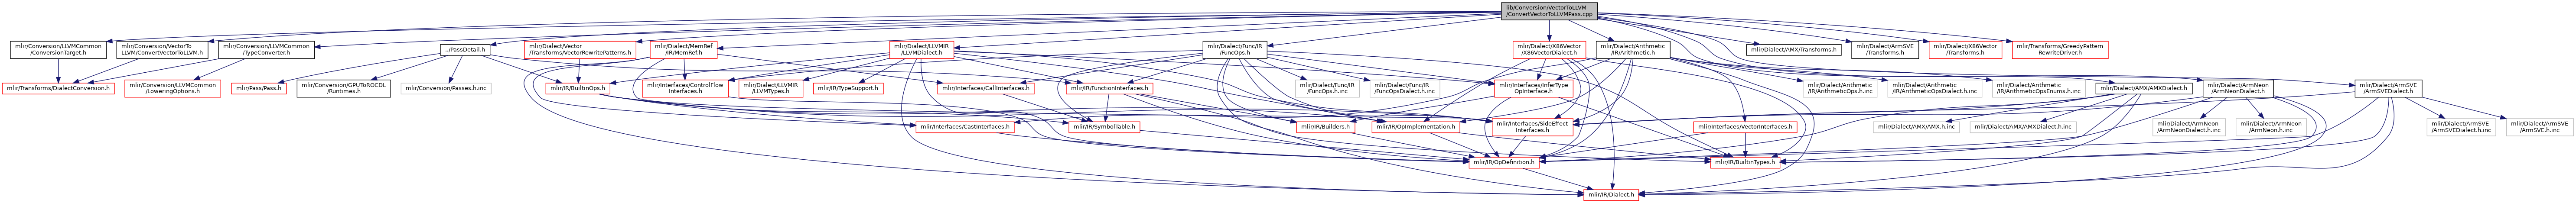 lib/Conversion/VectorToLLVM
/ConvertVectorToLLVMPass.cpp
mlir/Conversion/LLVMCommon
/ConversionTarget.h
mlir/Conversion/VectorTo
LLVM/ConvertVectorToLLVM.h
mlir/Conversion/LLVMCommon
/TypeConverter.h
../PassDetail.h
mlir/Dialect/Vector
/Transforms/VectorRewritePatterns.h
mlir/Dialect/MemRef
/IR/MemRef.h
mlir/Dialect/LLVMIR
/LLVMDialect.h
mlir/Dialect/Func/IR
/FuncOps.h
mlir/Dialect/X86Vector
/X86VectorDialect.h
mlir/Dialect/Arithmetic
/IR/Arithmetic.h
mlir/Dialect/AMX/Transforms.h
mlir/Dialect/ArmSVE
/Transforms.h
mlir/Dialect/X86Vector
/Transforms.h
mlir/Transforms/GreedyPattern
RewriteDriver.h
mlir/Transforms/DialectConversion.h
mlir/Conversion/LLVMCommon
/LoweringOptions.h
mlir/Pass/Pass.h
mlir/Conversion/GPUToROCDL
/Runtimes.h
mlir/Conversion/Passes.h.inc
mlir/IR/BuiltinOps.h
mlir/Interfaces/ControlFlow
Interfaces.h
mlir/Dialect/LLVMIR
/LLVMTypes.h
mlir/IR/TypeSupport.h
mlir/Interfaces/CallInterfaces.h
mlir/IR/FunctionInterfaces.h
mlir/Dialect/Func/IR
/FuncOps.h.inc
mlir/Dialect/Func/IR
/FuncOpsDialect.h.inc
mlir/Interfaces/InferType
OpInterface.h
mlir/Dialect/Arithmetic
/IR/ArithmeticOps.h.inc
mlir/Dialect/Arithmetic
/IR/ArithmeticOpsDialect.h.inc
mlir/Dialect/Arithmetic
/IR/ArithmeticOpsEnums.h.inc
mlir/Dialect/AMX/AMXDialect.h
mlir/Dialect/ArmNeon
/ArmNeonDialect.h
mlir/Dialect/ArmSVE
/ArmSVEDialect.h
mlir/Interfaces/CastInterfaces.h
mlir/IR/SymbolTable.h
mlir/IR/Builders.h
mlir/IR/OpImplementation.h
mlir/Interfaces/SideEffect
Interfaces.h
mlir/Interfaces/VectorInterfaces.h
mlir/Dialect/AMX/AMX.h.inc
mlir/Dialect/AMX/AMXDialect.h.inc
mlir/Dialect/ArmNeon
/ArmNeonDialect.h.inc
mlir/Dialect/ArmNeon
/ArmNeon.h.inc
mlir/Dialect/ArmSVE
/ArmSVEDialect.h.inc
mlir/Dialect/ArmSVE
/ArmSVE.h.inc
mlir/IR/OpDefinition.h
mlir/IR/BuiltinTypes.h
mlir/IR/Dialect.h